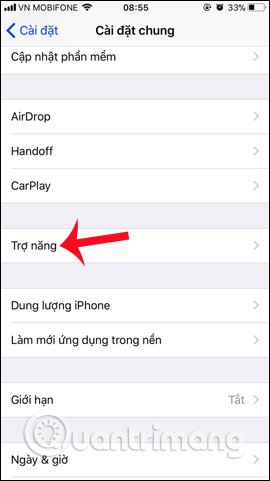 VN MOBIFONE 08:55 33%
Cài đặt Cài đặt chung
Cập nhật phần mềm
AirDrop
Handoff
CarPlay
Trợ năng
Dung lượng iPhone
Làm mới ứng dụng trong nền
Giới hạn Tắt
Quantrimang
Ngày & giờ